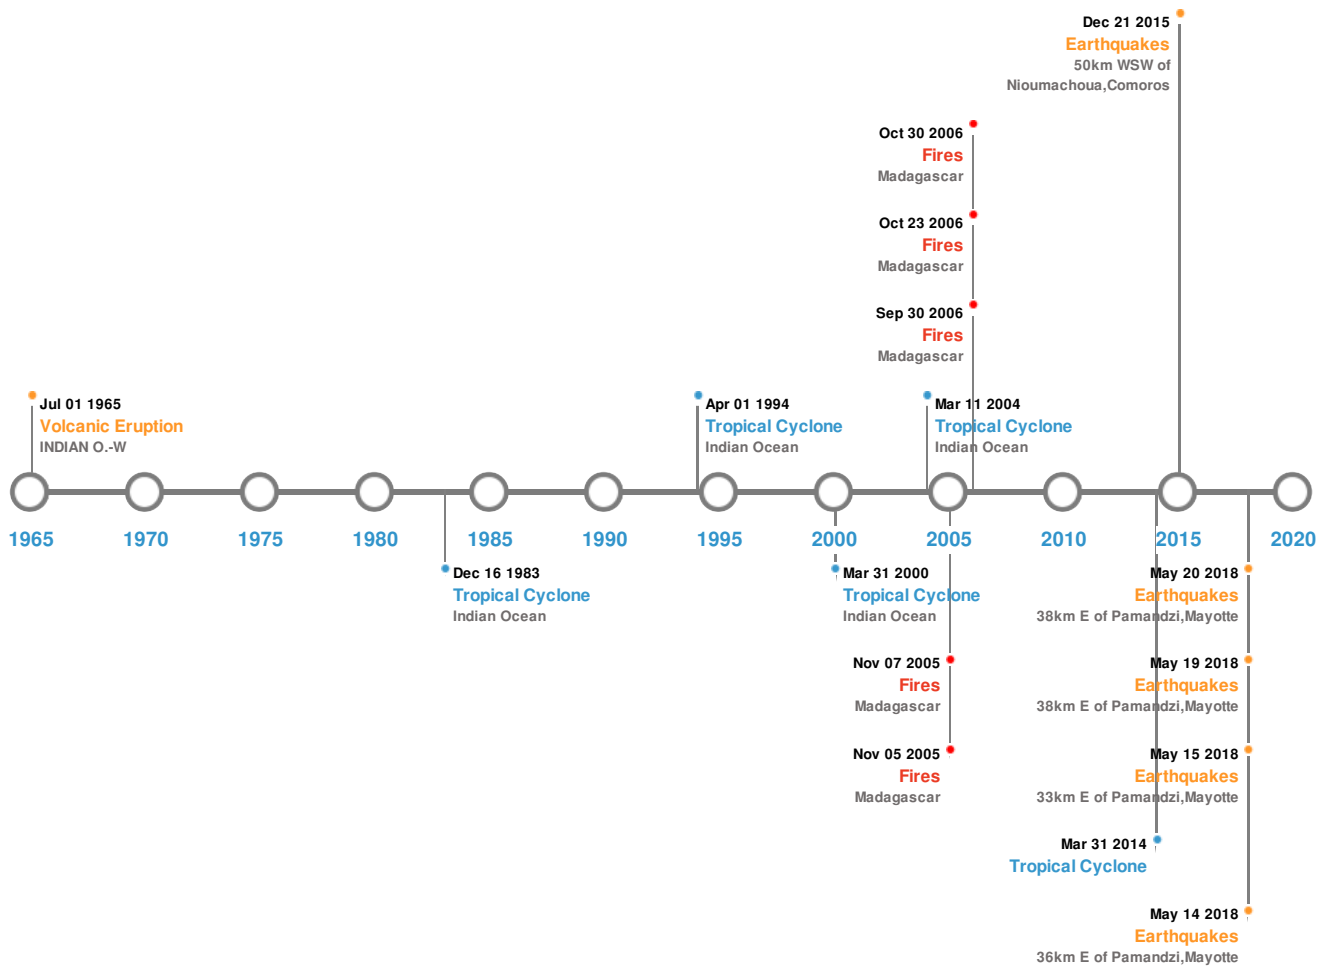 Dec 21 2015
Earthquakes
50km WSW of
Nioumachoua,Comoros
Oct 30 2006
Fires
Madagascar
Oct 23 2006
Fires
Madagascar
Sep 30 2006
Fires
Madagascar
Jul 01 1965
Volcanic Eruption
INDIAN O.-W
Apr 01 1994
Tropical Cyclone
Indian Ocean
Mar 11 2004
Tropical Cyclone
Indian Ocean
1965 1970 1975 1980 1985 1990 1995 2000 2005 2010 2015 2020
Dec 16 1983
Tropical Cyclone
Indian Ocean
Mar 31 2000
Tropical Cyclone
Indian Ocean
May 20 2018
Earthquakes
38km E of Pamandzi,Mayotte
Nov 07 2005
Fires
Madagascar
May 19 2018
Earthquakes
38km E of Pamandzi,Mayotte
Nov 05 2005
Fires
Madagascar
May 15 2018
Earthquakes
33km E of Pamandzi,Mayotte
Mar 31 2014
Tropical Cyclone
May 14 2018
Earthquakes
36km E of Pamandzi,Mayotte